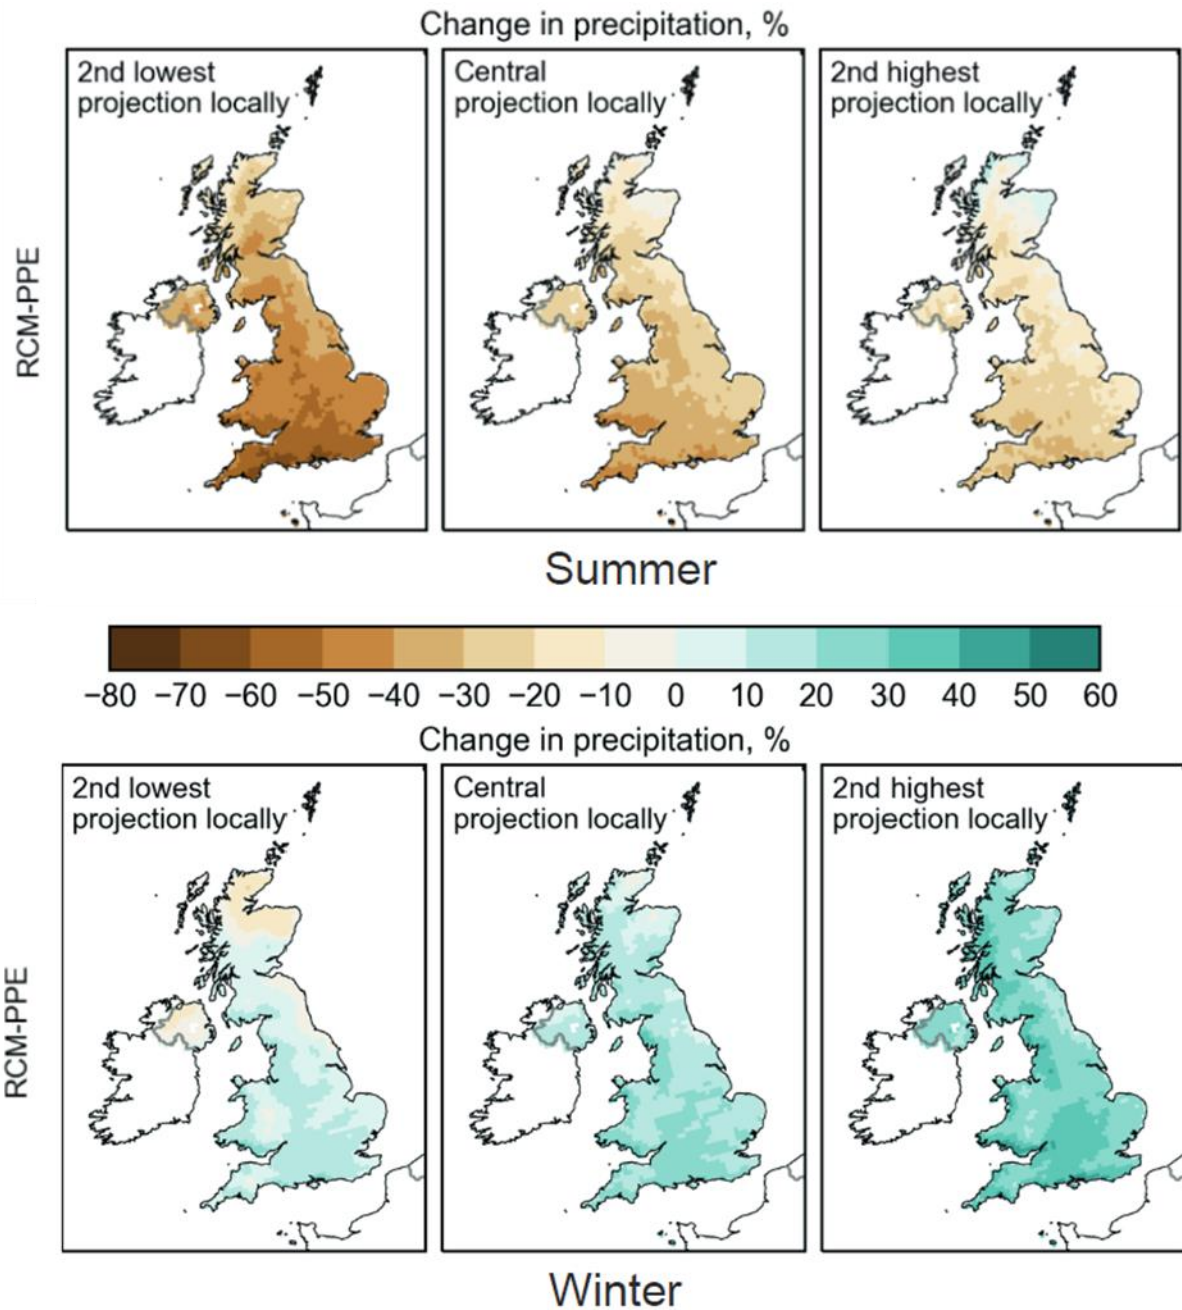 Change in precipitation, %
2nd lowest
projection locally
Central
projection locally
2nd highest
projection locally
RCM-PPE
Summer
−80 −70 −60 −50 −40 −30 −20 −10 0 10 20 30 40 50 60
Change in precipitation, %
2nd lowest
projection locally
Central
projection locally
2nd highest
projection locally
RCM-PPE
Winter